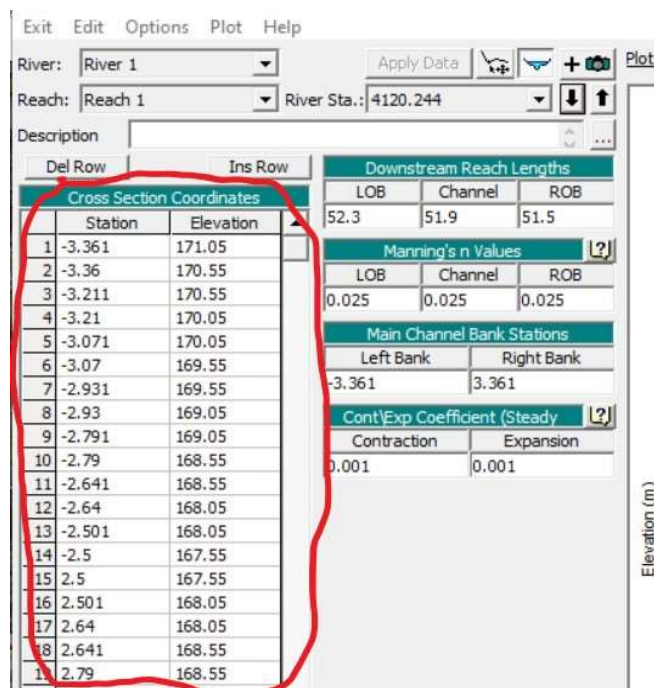 Exit Edit Options Plot Help
River: River 1 Apply Data + Plot
Reach: Reach 1 River Sta.: 4120.244
Description ...
Del Row Ins Row
Cross Section Coordinates
Station Elevation
1 -3.361 171.05
2 -3.36 170.55
3 -3.211 170.55
4 -3.21 170.05
5 -3.071 170.05
6 -3.07 169.55
7 -2.931 169.55
8 -2.93 169.05
9 -2.791 169.05
10 -2.79 168.55
11 -2.641 168.55
12 -2.64 168.05
13 -2.501 168.05
14 -2.5 167.55
15 2.5 167.55
16 2.501 168.05
17 2.64 168.05
18 2.641 168.55
19 2.79 168.55
Downstream Reach Lengths
LOB Channel ROB
52.3 51.9 51.5
Manning's n Values ?
LOB Channel ROB
0.025 0.025 0.025
Main Channel Bank Stations
Left Bank Right Bank
-3.361 3.361
Cont\Exp Coefficient (Steady ?
Contraction Expansion
0.001 0.001
Elevation (m)